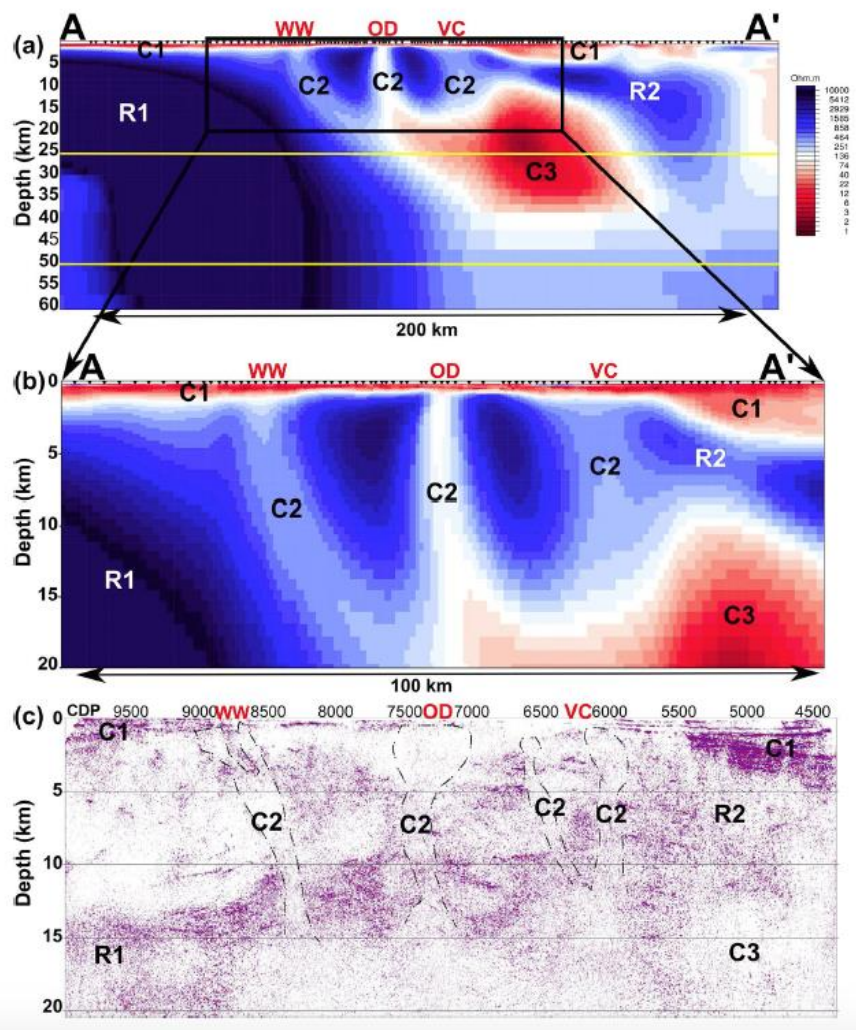 A A'
(a) WW OD VC
C1 C1
C2 C2 C2
R1 R2
C3
Depth (km)
5
10
15
20
25
30
35
40
45
50
55
60
Ohm.m
10000
5412
2929
1585
858
464
251
136
74
40
22
12
6
3
2
1
200 km
A A'
(b) WW OD VC
C1 C1
C2 C2 C2
R1 R2
C3
Depth (km)
0
5
10
15
20
100 km
(c) CDP 9500 9000 WW 8500 8000 7500 OD 7000 6500 VC 6000 5500 5000 4500
C1 C1
C2 C2 C2 C2 R2
R1 C3
Depth (km)
0
5
10
15
20